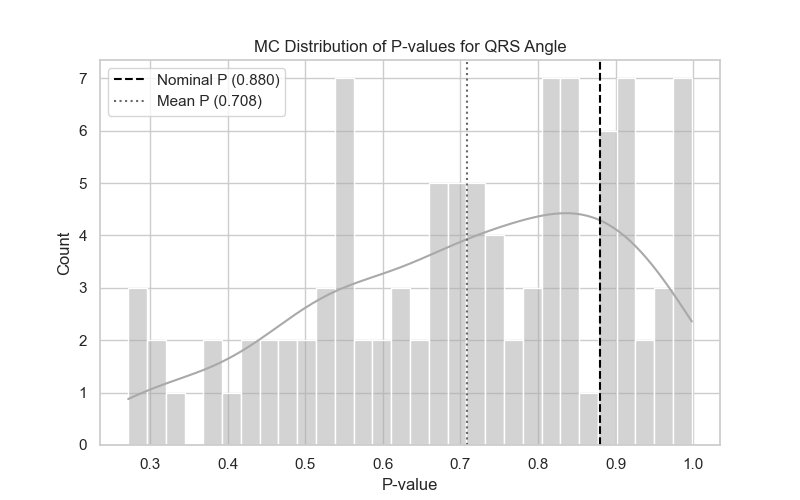 MC Distribution of P-values for QRS Angle
Nominal P (0.880)
Mean P (0.708)
Count
7
6
5
4
3
2
1
0
0.3 0.4 0.5 0.6 0.7 0.8 0.9 1.0
P-value